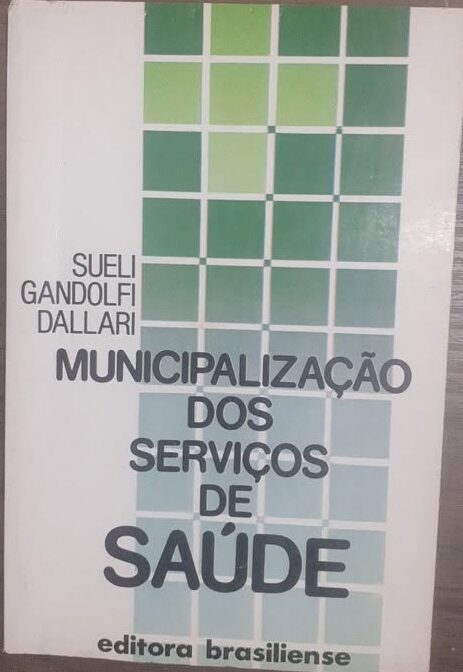 SUELI
GANDOLFI
DALLARI
MUNICIPALIZAÇÃO
DOS
SERVIÇOS
DE
SAÚDE
editora brasiliense